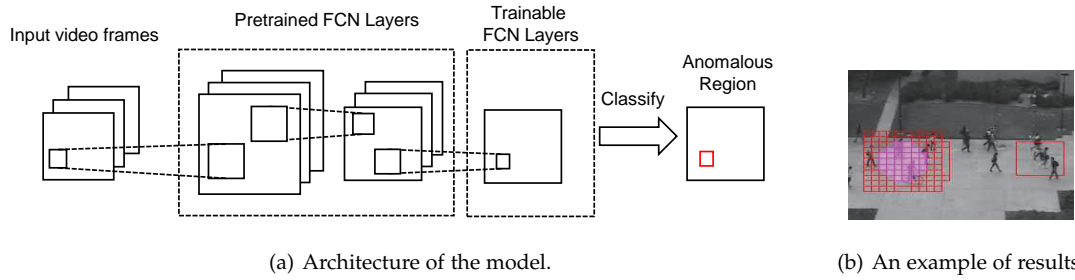 Input video frames
Pretrained FCN Layers
Trainable
FCN Layers
Classify
Anomalous
Region
(a) Architecture of the model.
(b) An example of results